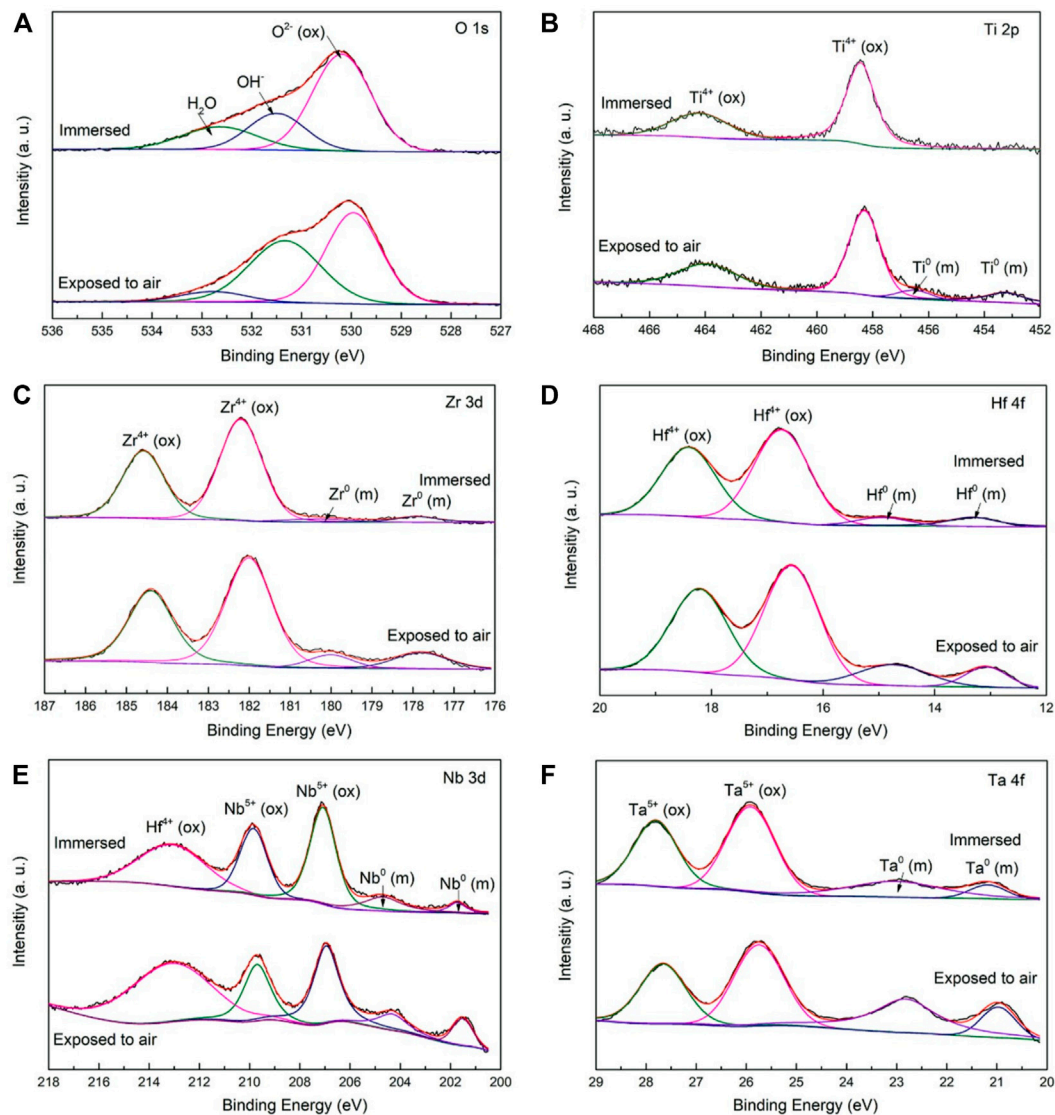 A
O 1s
O²⁻ (ox)
OH⁻
H₂O
Immersed
Exposed to air
Intensitiy (a. u.)
536 535 534 533 532 531 530 529 528 527
Binding Energy (eV)
B
Ti 2p
Ti⁴⁺ (ox)
Ti⁴⁺ (ox)
Immersed
Exposed to air
Ti⁰ (m)
Ti⁰ (m)
Intensitiy (a. u.)
468 466 464 462 460 458 456 454 452
Binding Energy (eV)
C
Zr 3d
Zr⁴⁺ (ox)
Zr⁴⁺ (ox)
Immersed
Zr⁰ (m)
Zr⁰ (m)
Exposed to air
Intensitiy (a. u.)
187 186 185 184 183 182 181 180 179 178 177 176
Binding Energy (eV)
D
Hf 4f
Hf⁴⁺ (ox)
Hf⁴⁺ (ox)
Immersed
Hf⁰ (m)
Hf⁰ (m)
Exposed to air
Intensitiy (a. u.)
20 18 16 14 12
Binding Energy (eV)
E
Nb 3d
Nb⁵⁺ (ox)
Nb⁵⁺ (ox)
Hf⁴⁺ (ox)
Immersed
Nb⁰ (m)
Nb⁰ (m)
Exposed to air
Intensitiy (a. u.)
218 216 214 212 210 208 206 204 202 200
Binding Energy (eV)
F
Ta 4f
Ta⁵⁺ (ox)
Ta⁵⁺ (ox)
Immersed
Ta⁰ (m)
Ta⁰ (m)
Exposed to air
Intensitiy (a. u.)
29 28 27 26 25 24 23 22 21 20
Binding Energy (eV)